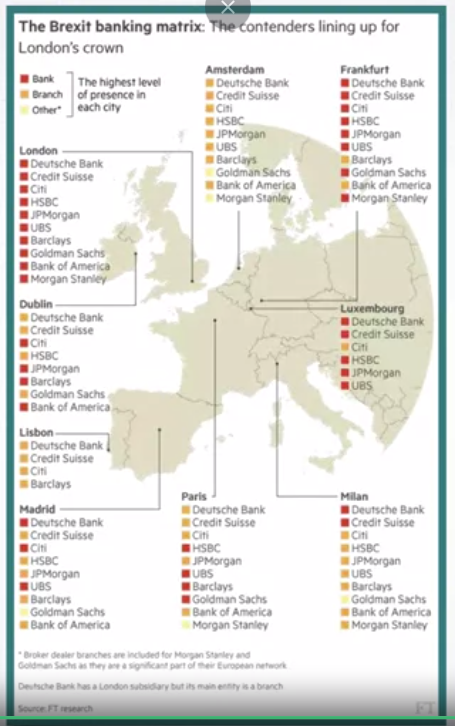 The Brexit banking matrix: The contenders lining up for
London's crown
Bank
Branch
Other*
The highest level
of presence in
each city
Amsterdam
Deutsche Bank
Credit Suisse
Citi
HSBC
JPMorgan
UBS
Barclays
Goldman Sachs
Bank of America
Morgan Stanley
Frankfurt
Deutsche Bank
Credit Suisse
Citi
HSBC
JPMorgan
UBS
Barclays
Goldman Sachs
Bank of America
Morgan Stanley
London
Deutsche Bank
Credit Suisse
Citi
HSBC
JPMorgan
UBS
Barclays
Goldman Sachs
Bank of America
Morgan Stanley
Dublin
Deutsche Bank
Credit Suisse
Citi
HSBC
JPMorgan
Barclays
Goldman Sachs
Bank of America
Luxembourg
Deutsche Bank
Credit Suisse
Citi
HSBC
JPMorgan
UBS
Lisbon
Deutsche Bank
Credit Suisse
Citi
Barclays
Madrid
Deutsche Bank
Credit Suisse
Citi
HSBC
JPMorgan
UBS
Barclays
Goldman Sachs
Bank of America
Paris
Deutsche Bank
Credit Suisse
Citi
HSBC
JPMorgan
UBS
Barclays
Goldman Sachs
Bank of America
Morgan Stanley
Milan
Deutsche Bank
Credit Suisse
Citi
HSBC
JPMorgan
UBS
Barclays
Goldman Sachs
Bank of America
Morgan Stanley
* Broker dealer branches are included for Morgan Stanley and
Goldman Sachs as they are a significant part of their European network
Deutsche Bank has a London subsidiary but its main entity is a branch
Source: FT research
FT